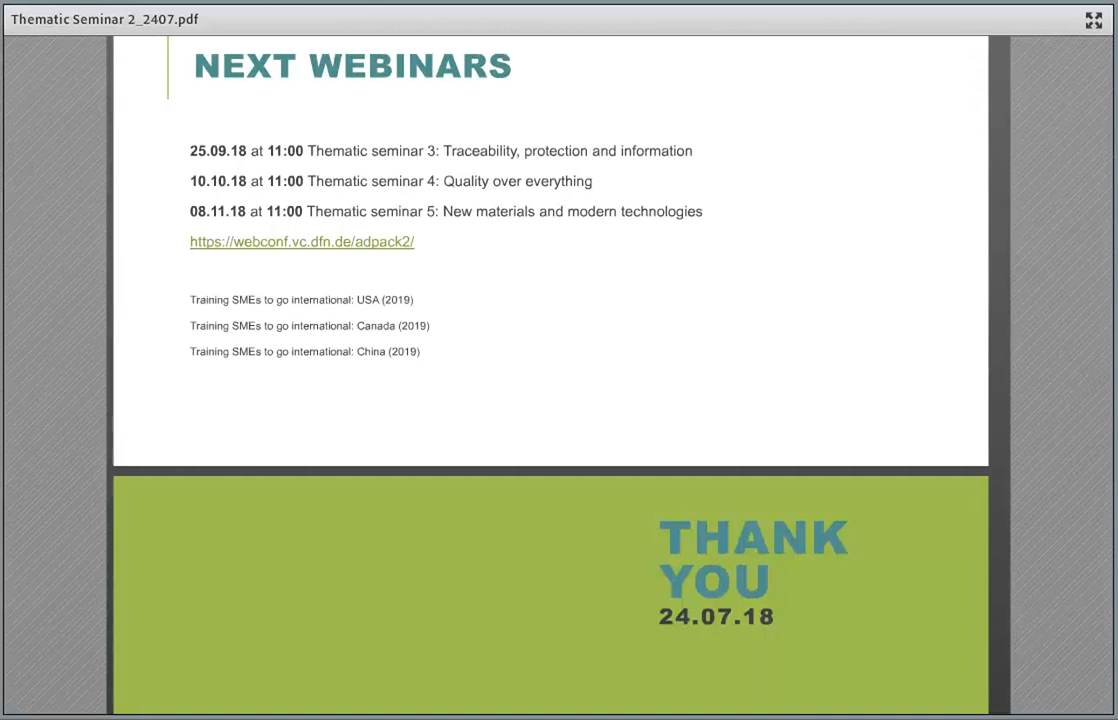 Thematic Seminar 2_2407.pdf
NEXT WEBINARS
25.09.18 at 11:00 Thematic seminar 3: Traceability, protection and information
10.10.18 at 11:00 Thematic seminar 4: Quality over everything
08.11.18 at 11:00 Thematic seminar 5: New materials and modern technologies
https://webconf.vc.dfn.de/adpack2/
Training SMEs to go international: USA (2019)
Training SMEs to go international: Canada (2019)
Training SMEs to go international: China (2019)
THANK
YOU
24.07.18